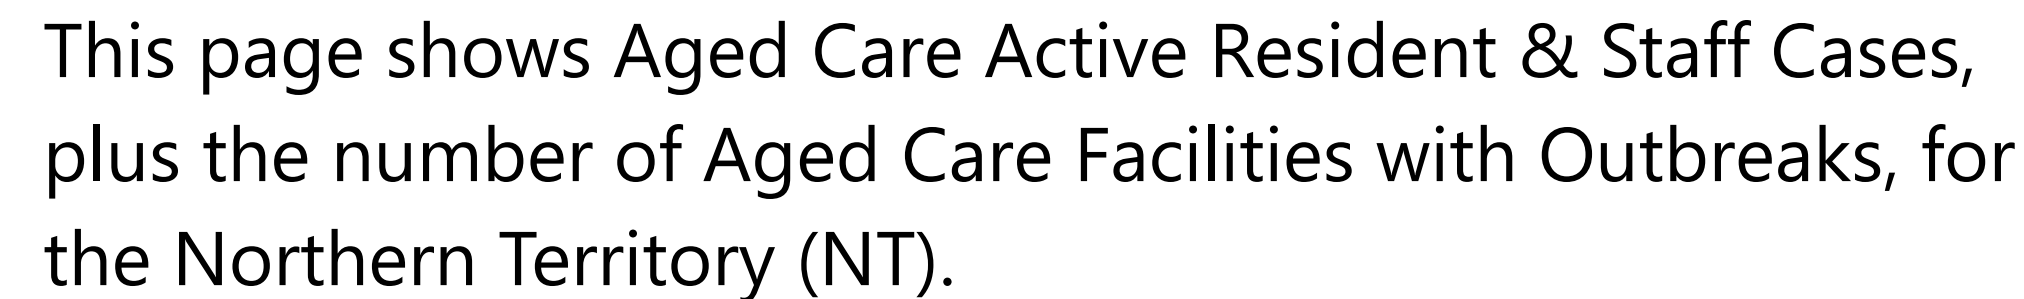 This page shows Aged Care Active Resident & Staff Cases,
plus the number of Aged Care Facilities with Outbreaks, for
the Northern Territory (NT).